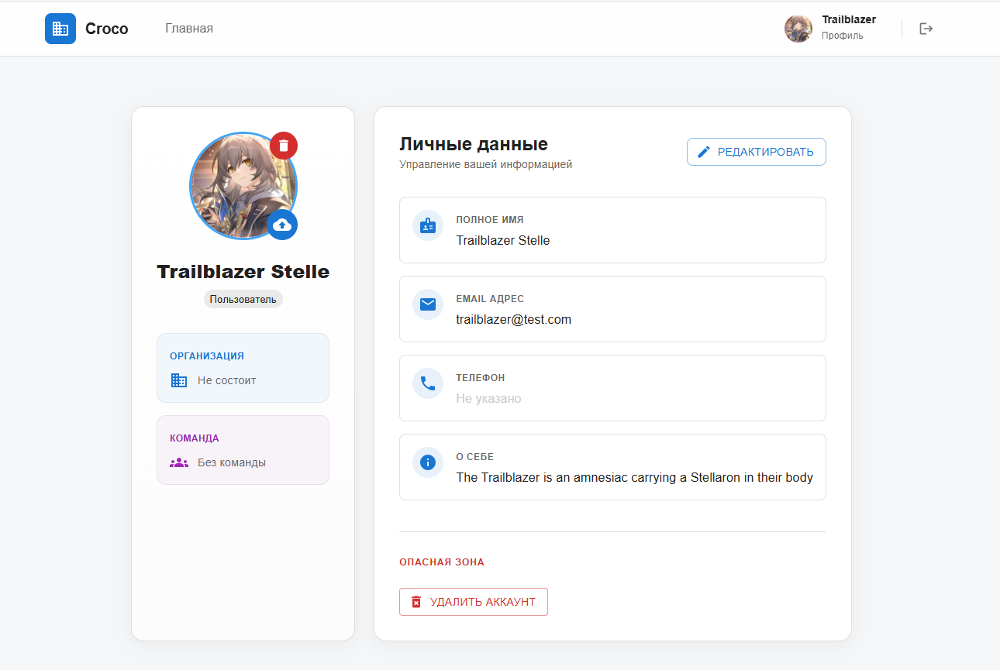 Croco
Главная
Trailblazer
Профиль
Trailblazer Stelle
Пользователь
ОРГАНИЗАЦИЯ
Не состоит
КОМАНДА
Без команды
Личные данные
Управление вашей информацией
РЕДАКТИРОВАТЬ
ПОЛНОЕ ИМЯ
Trailblazer Stelle
EMAIL АДРЕС
trailblazer@test.com
ТЕЛЕФОН
Не указано
О СЕБЕ
The Trailblazer is an amnesiac carrying a Stellaron in their body
ОПАСНАЯ ЗОНА
УДАЛИТЬ АККАУНТ